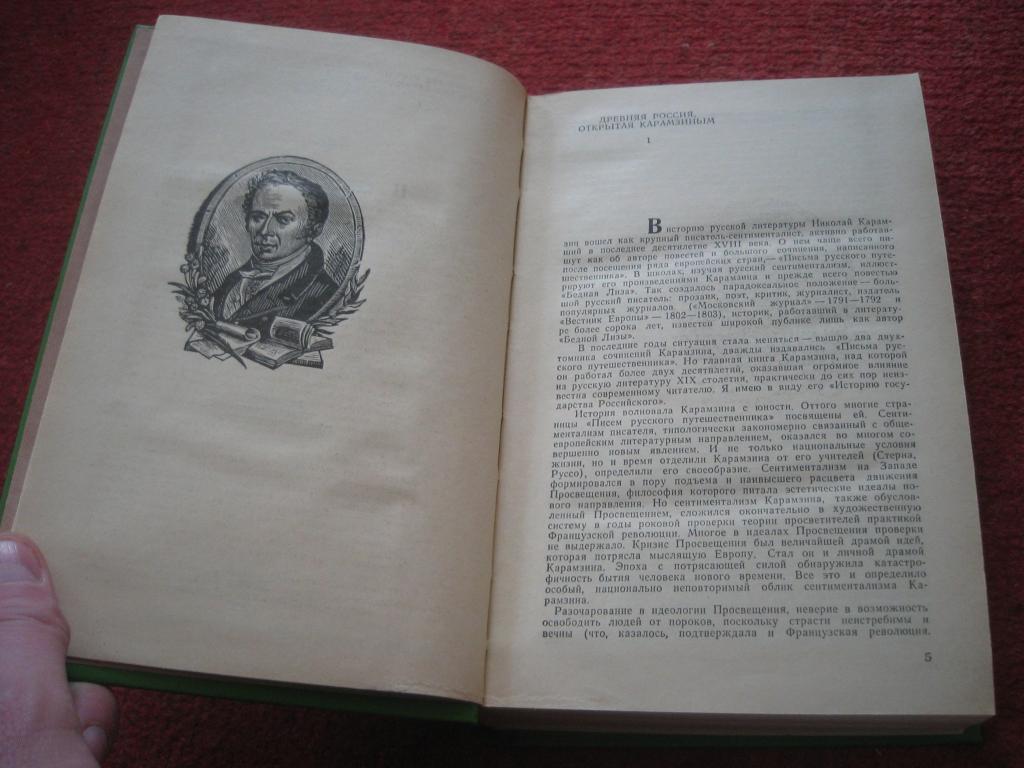 ДРЕВНЯЯ РОССИЯ,
ОТКРЫТАЯ КАРАМЗИНЫМ
1
В историю русской литературы Николай Карам-
зин вошел как крупный писатель-сентименталист, активно работав-
ший в последнее десятилетие XVIII века. О нем чаще всего пи-
шут как об авторе повестей и большого сочинения, написанного
после посещения ряда европейских стран,— «Письма русского путе-
шественника». В школах, изучая русский сентиментализм, иллюст-
рируют его произведениями Карамзина и прежде всего повестью
«Бедная Лиза». Так создалось парадоксальное положение — боль-
шой русский писатель: прозаик, поэт, критик, журналист, издатель
популярных журналов («Московский журнал» — 1791—1792 и
«Вестник Европы» — 1802—1803), историк, работавший в литерату-
ре более сорока лет, известен широкой публике лишь как автор
«Бедной Лизы».
В последние годы ситуация стала меняться — вышло два двух-
томника сочинений Карамзина, дважды издавались «Письма рус-
ского путешественника». Но главная книга Карамзина, над которой
он работал более двух десятилетий, оказавшая огромное влияние
на русскую литературу XIX столетия, практически до сих пор неиз-
вестна современному читателю. Я имею в виду его «Историю госу-
дарства Российского».
История волновала Карамзина с юности. Оттого многие стра-
ницы «Писем русского путешественника» посвящены ей. Сенти-
ментализм писателя, типологически закономерно связанный с обще-
европейским литературным направлением, оказался во многом со-
вершенно новым явлением. И не только национальные условия
жизни, но и время отделили Карамзина от его учителей (Стерна,
Руссо), определили его своеобразие. Сентиментализм на Западе
формировался в пору подъема и наивысшего расцвета движения
Просвещения, философия которого питала эстетические идеалы но-
вого направления. Но сентиментализм Карамзина, также обуслов-
ленный Просвещением, сложился окончательно в художественную
систему в годы роковой проверки теории просветителей практикой
Французской революции. Многое в идеалах Просвещения проверки
не выдержало. Кризис Просвещения был величайшей драмой идей,
которая потрясла мыслящую Европу. Стал он и личной драмой
Карамзина. Эпоха с потрясающей силой обнаружила катастро-
фичность бытия человека нового времени. Все это и определило
особый, национально неповторимый облик сентиментализма Ка-
рамзина.
Разочарование в идеологии Просвещения, неверие в возможность
освободить людей от пороков, поскольку страсти неистребимы и
вечны (что, казалось, подтверждала и Французская революция.
5